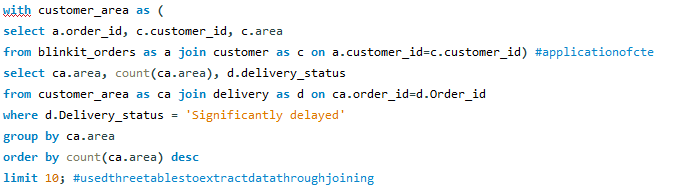 with customer_area as (
select a.order_id, c.customer_id, c.area
from blinkit_orders as a join customer as c on a.customer_id=c.customer_id) #applicationofcte
select ca.area, count(ca.area), d.delivery_status
from customer_area as ca join delivery as d on ca.order_id=d.Order_id
where d.Delivery_status = 'Significantly delayed'
group by ca.area
order by count(ca.area) desc
limit 10; #usedthreetablestoextractdatathroughjoining